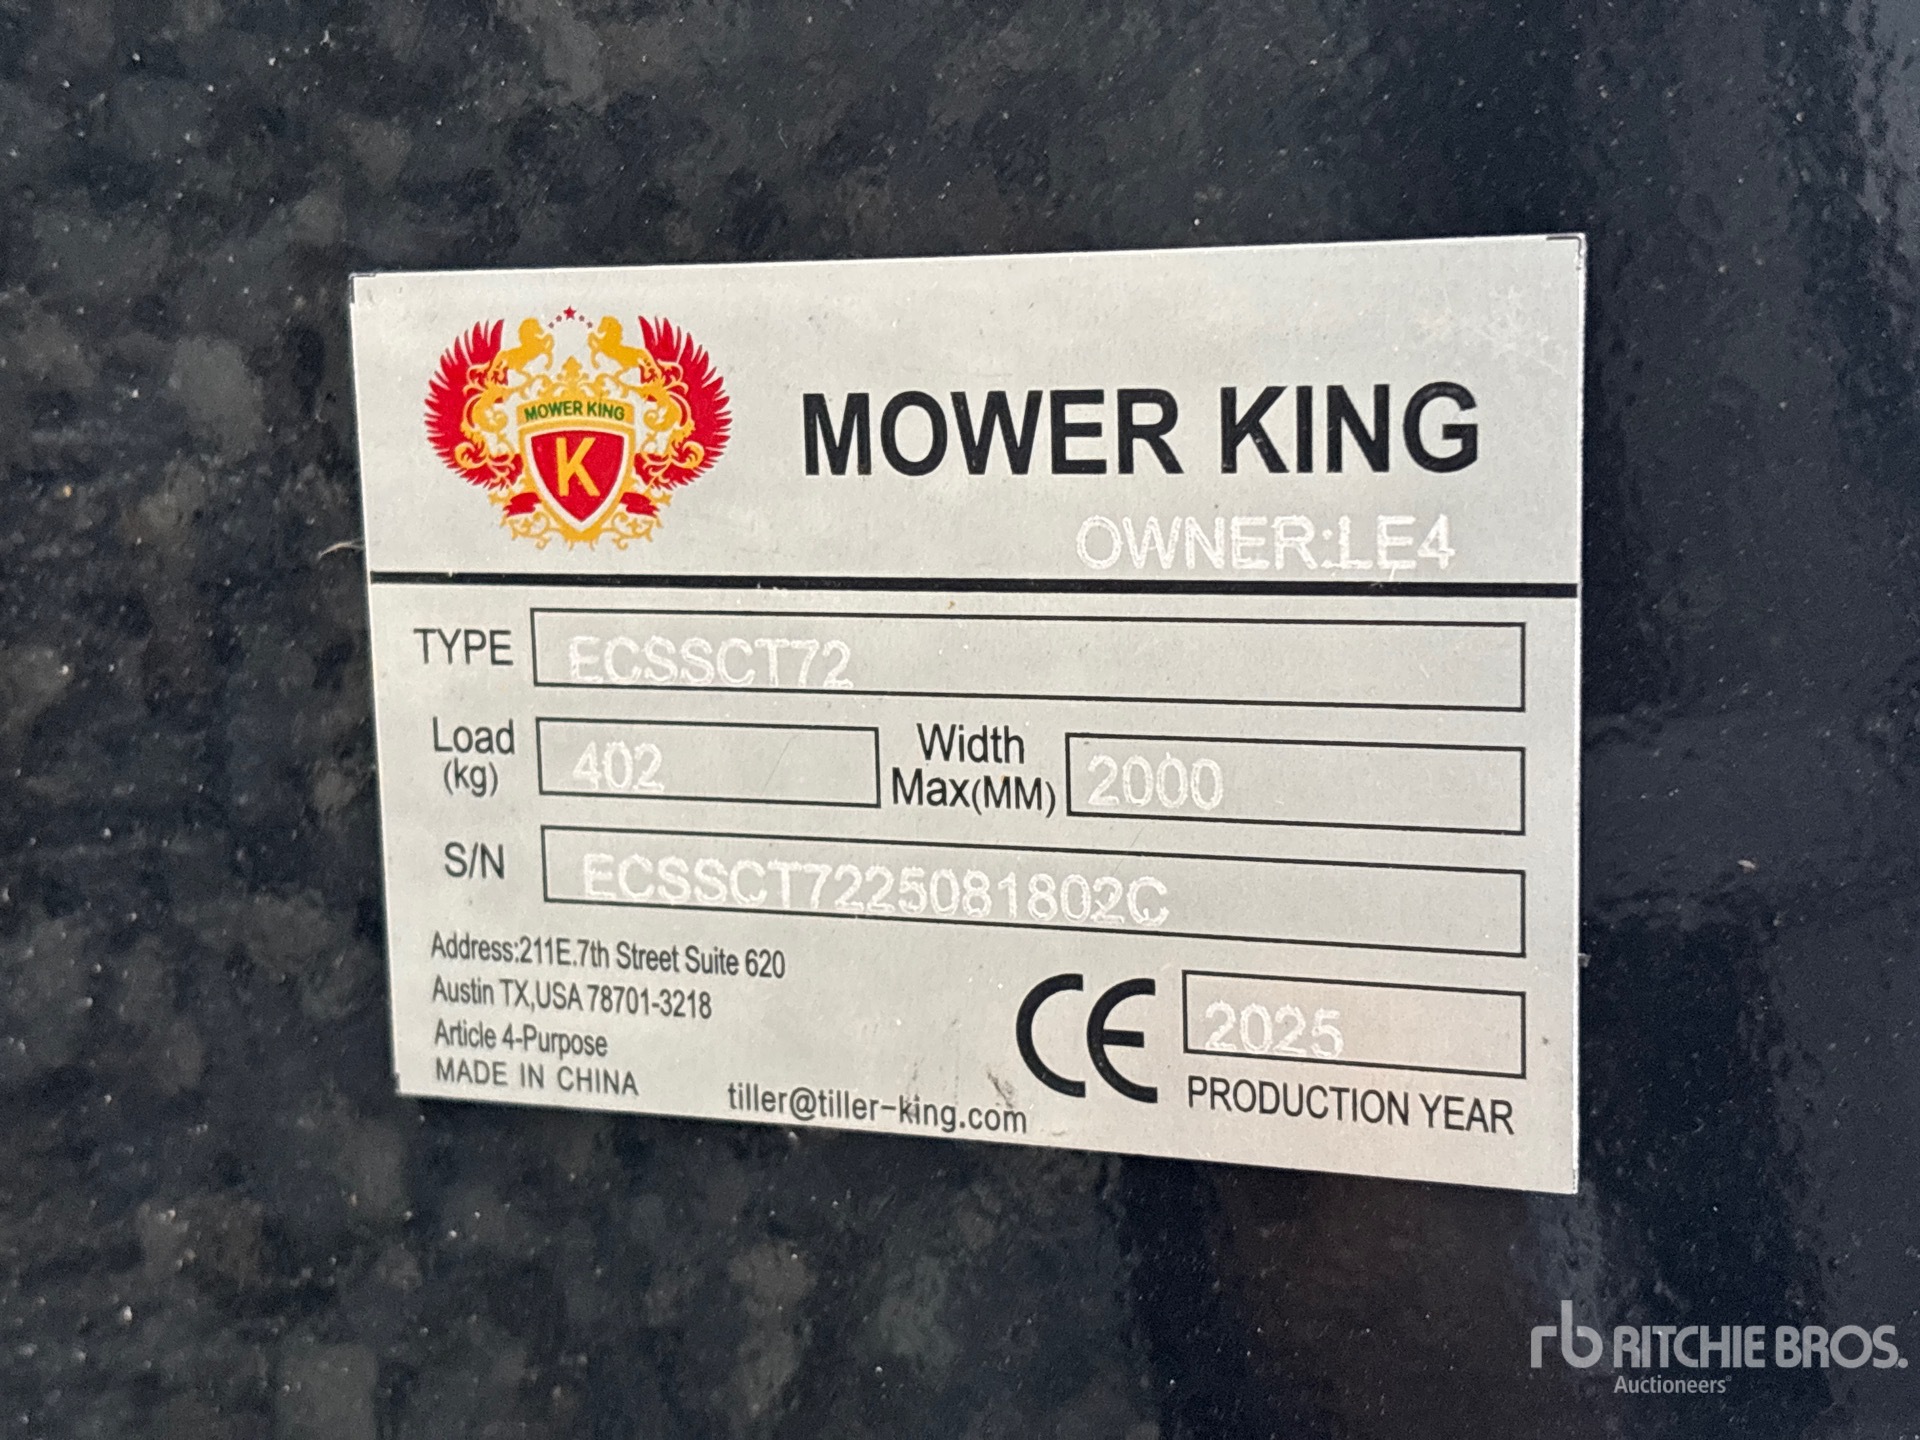 MOWER KING
K
MOWER KING
OWNER:LE4
TYPE ECSSCT72
Load (kg) 402 Width Max(MM) 2000
S/N ECSSCT7225081802C
Address:211E.7th Street Suite 620
Austin TX,USA 78701-3218
Article 4-Purpose
MADE IN CHINA
tiller@tiller-king.com
CE
2025
PRODUCTION YEAR
rb RITCHIE BROS.
Auctioneers